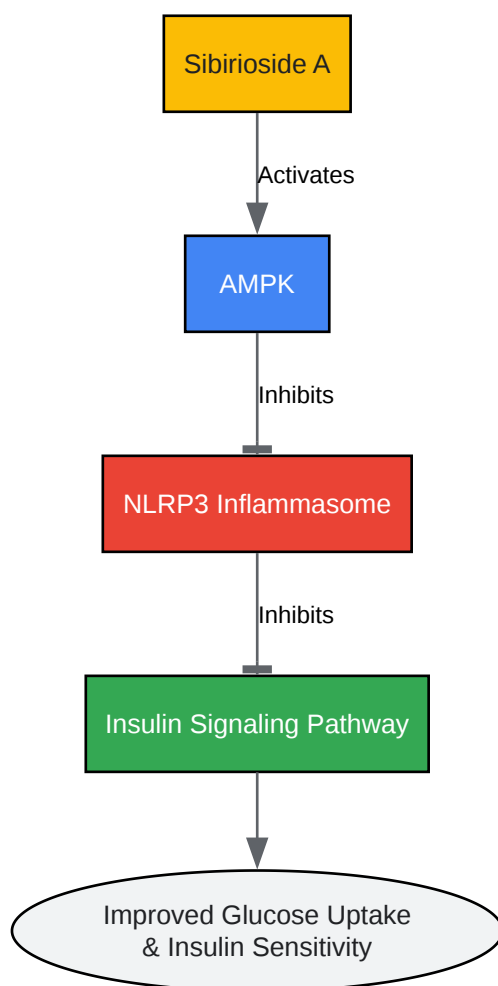 Sibirioside A
Activates
AMPK
Inhibits
NLRP3 Inflammasome
Inhibits
Insulin Signaling Pathway
Improved Glucose Uptake
& Insulin Sensitivity